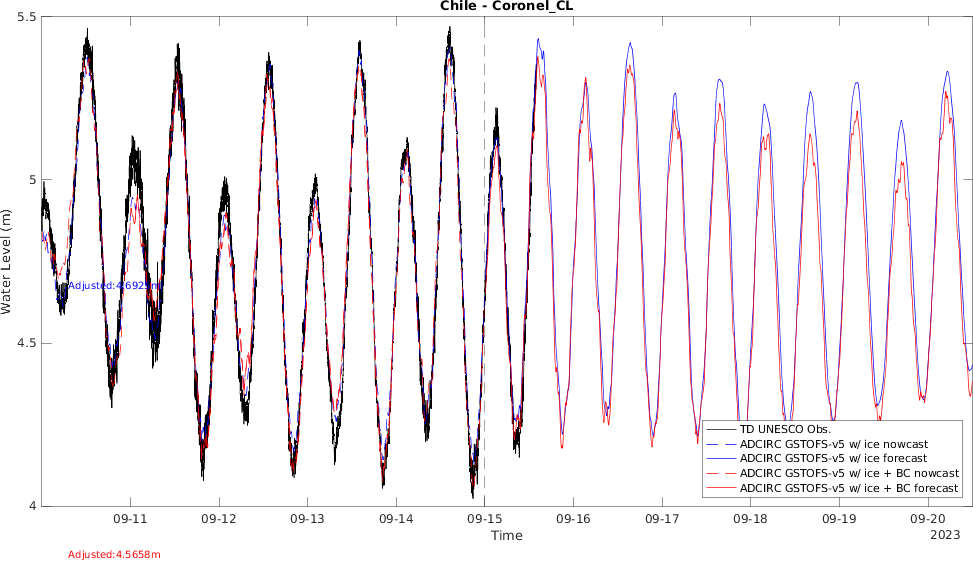 Chile - Coronel_CL
5.5
5
4.5
4
Water Level (m)
Adjusted:4.6925m
TD UNESCO Obs.
ADCIRC GSTOFS-v5 w/ ice nowcast
ADCIRC GSTOFS-v5 w/ ice forecast
ADCIRC GSTOFS-v5 w/ ice + BC nowcast
ADCIRC GSTOFS-v5 w/ ice + BC forecast
09-11 09-12 09-13 09-14 09-15 09-16 09-17 09-18 09-19 09-20
Time
2023
Adjusted:4.5658m